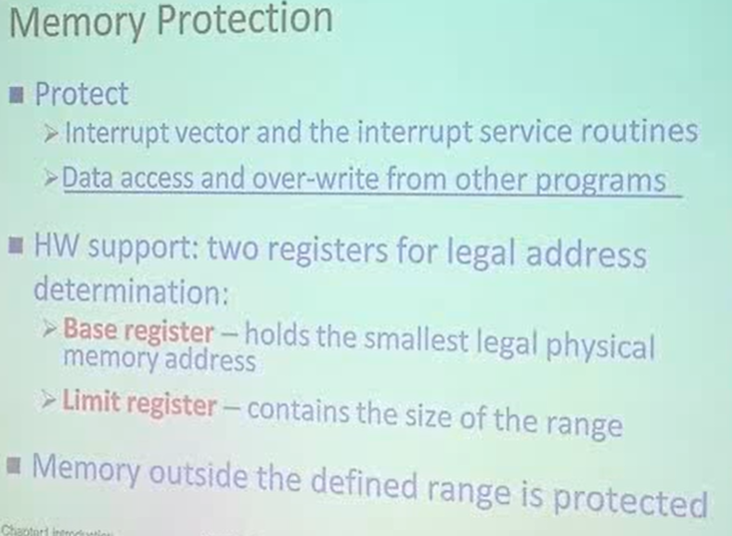 Memory Protection
■ Protect
➢ Interrupt vector and the interrupt service routines
➢ Data access and over-write from other programs
■ HW support: two registers for legal address
determination:
➢ Base register – holds the smallest legal physical
memory address
➢ Limit register – contains the size of the range
■ Memory outside the defined range is protected
Chapter1 Introduction